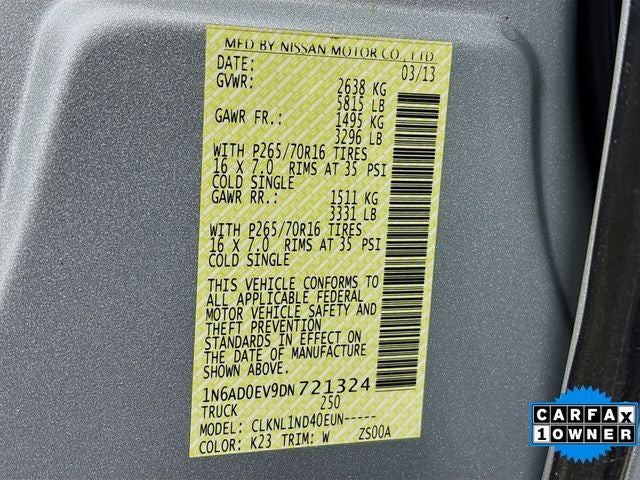 MFD BY NISSAN MOTOR CO., LTD.
DATE: 03/13
GVWR: 2638 KG
5815 LB
GAWR FR.: 1495 KG
3296 LB
WITH P265/70R16 TIRES
16 X 7.0 RIMS AT 35 PSI
COLD SINGLE
GAWR RR.: 1511 KG
3331 LB
WITH P265/70R16 TIRES
16 X 7.0 RIMS AT 35 PSI
COLD SINGLE
THIS VEHICLE CONFORMS TO
ALL APPLICABLE FEDERAL
MOTOR VEHICLE SAFETY AND
THEFT PREVENTION
STANDARDS IN EFFECT ON
THE DATE OF MANUFACTURE
SHOWN ABOVE.
1N6AD0EV9DN 721324
TRUCK 250
MODEL: CLKNL1ND40EUN-----
COLOR: K23 TRIM: W ZS00A
CARFAX
1 OWNER